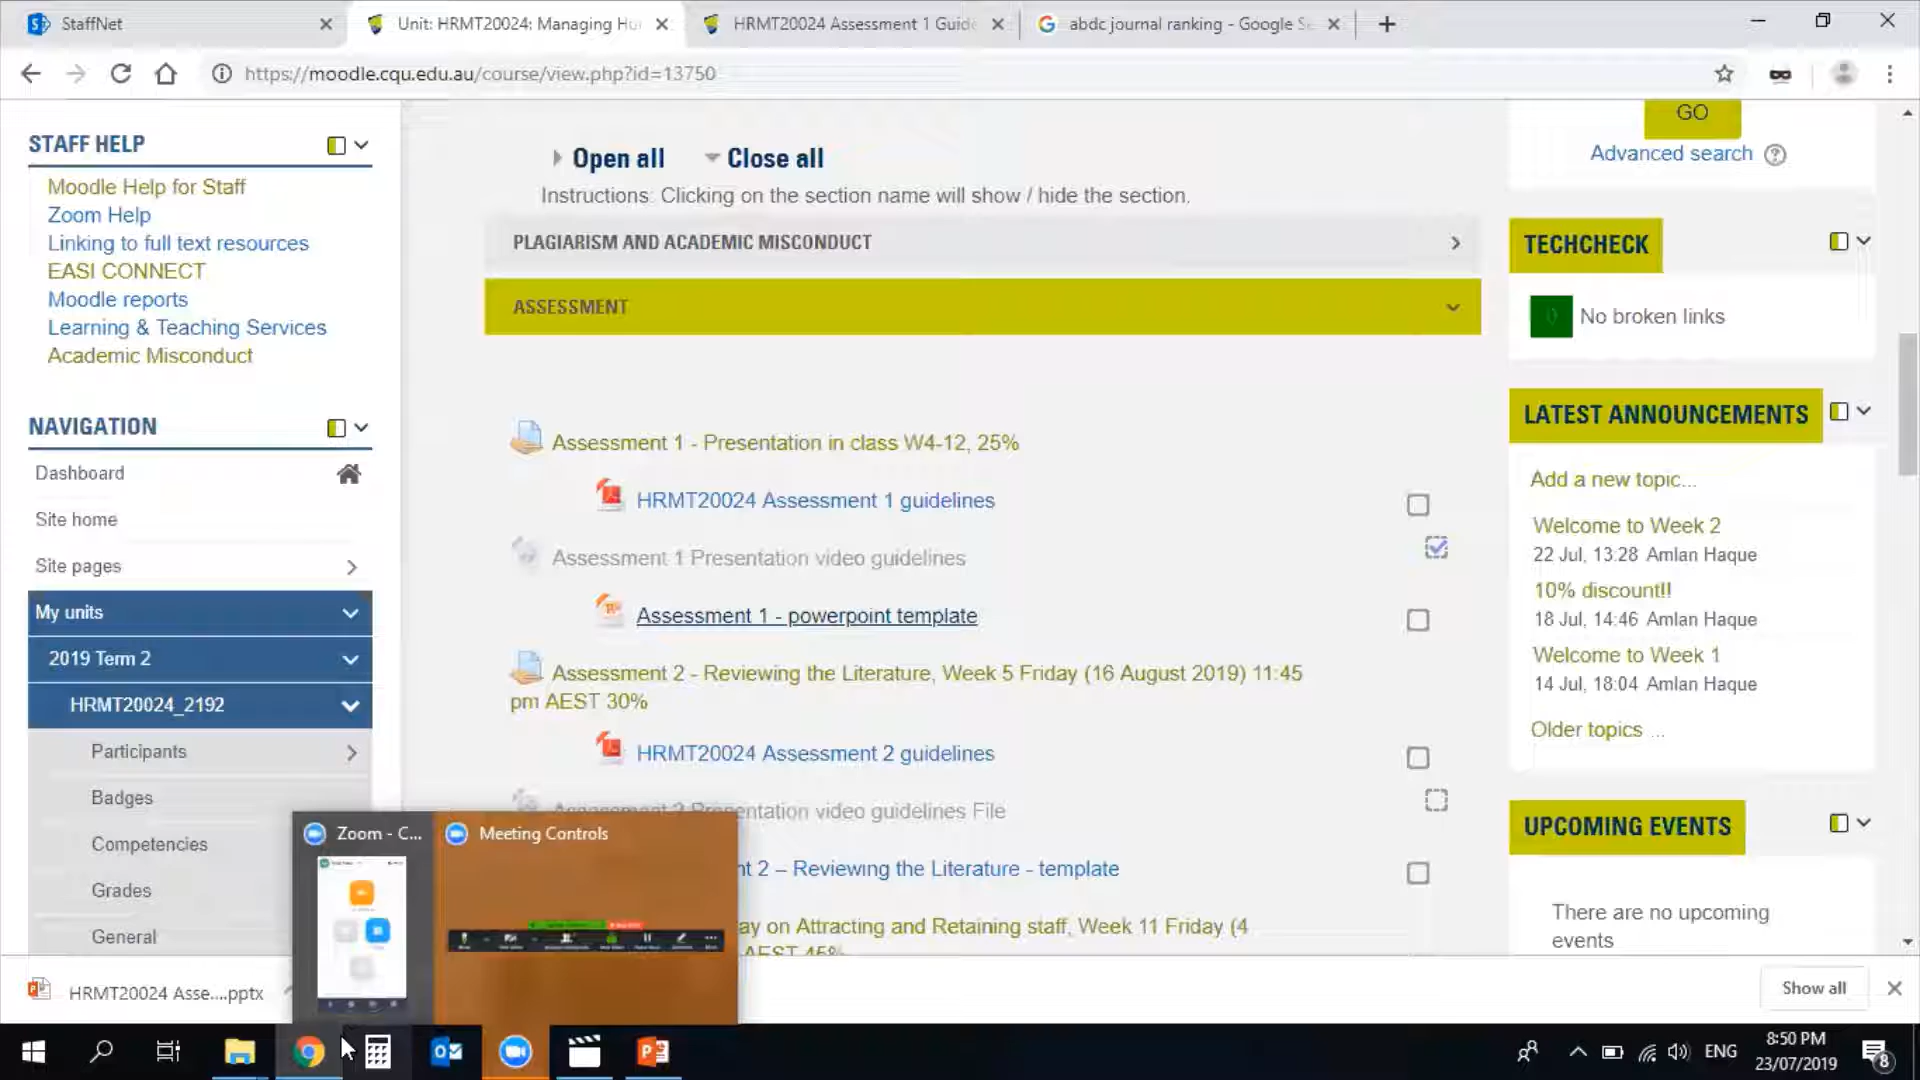 StaffNet
Unit: HRMT20024: Managing Hu
HRMT20024 Assessment 1 Guide
abdc journal ranking - Google Se
https://moodle.cqu.edu.au/course/view.php?id=13750
STAFF HELP
Moodle Help for Staff
Zoom Help
Linking to full text resources
EASI CONNECT
Moodle reports
Learning & Teaching Services
Academic Misconduct
NAVIGATION
Dashboard
Site home
Site pages
My units
2019 Term 2
HRMT20024_2192
Participants
Badges
Competencies
Grades
General
Open all
Close all
Instructions: Clicking on the section name will show / hide the section.
PLAGIARISM AND ACADEMIC MISCONDUCT
ASSESSMENT
Assessment 1 - Presentation in class W4-12, 25%
HRMT20024 Assessment 1 guidelines
Assessment 1 Presentation video guidelines
Assessment 1 - powerpoint template
Assessment 2 - Reviewing the Literature, Week 5 Friday (16 August 2019) 11:45
pm AEST 30%
HRMT20024 Assessment 2 guidelines
Assessment 2 Presentation video guidelines File
nt 2 – Reviewing the Literature - template
ay on Attracting and Retaining staff, Week 11 Friday (4
AEST 45%
GO
Advanced search
TECHCHECK
No broken links
LATEST ANNOUNCEMENTS
Add a new topic...
Welcome to Week 2
22 Jul, 13:28 Amlan Haque
10% discount!!
18 Jul, 14:46 Amlan Haque
Welcome to Week 1
14 Jul, 18:04 Amlan Haque
Older topics ...
UPCOMING EVENTS
There are no upcoming
events
Zoom - C...
Meeting Controls
HRMT20024 Asse....pptx
Show all
ENG
8:50 PM
23/07/2019
8